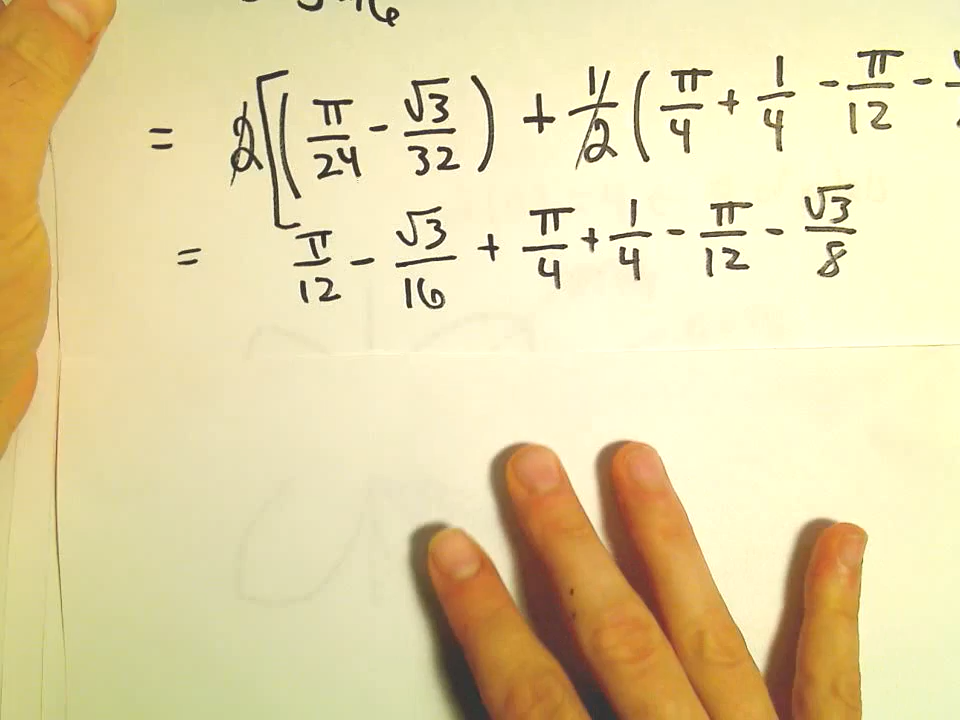 = 2[(π/24 - √3/32) + 1/2(π/4 + 1/4 - π/12 -
= π/12 - √3/16 + π/4 + 1/4 - π/12 - √3/8